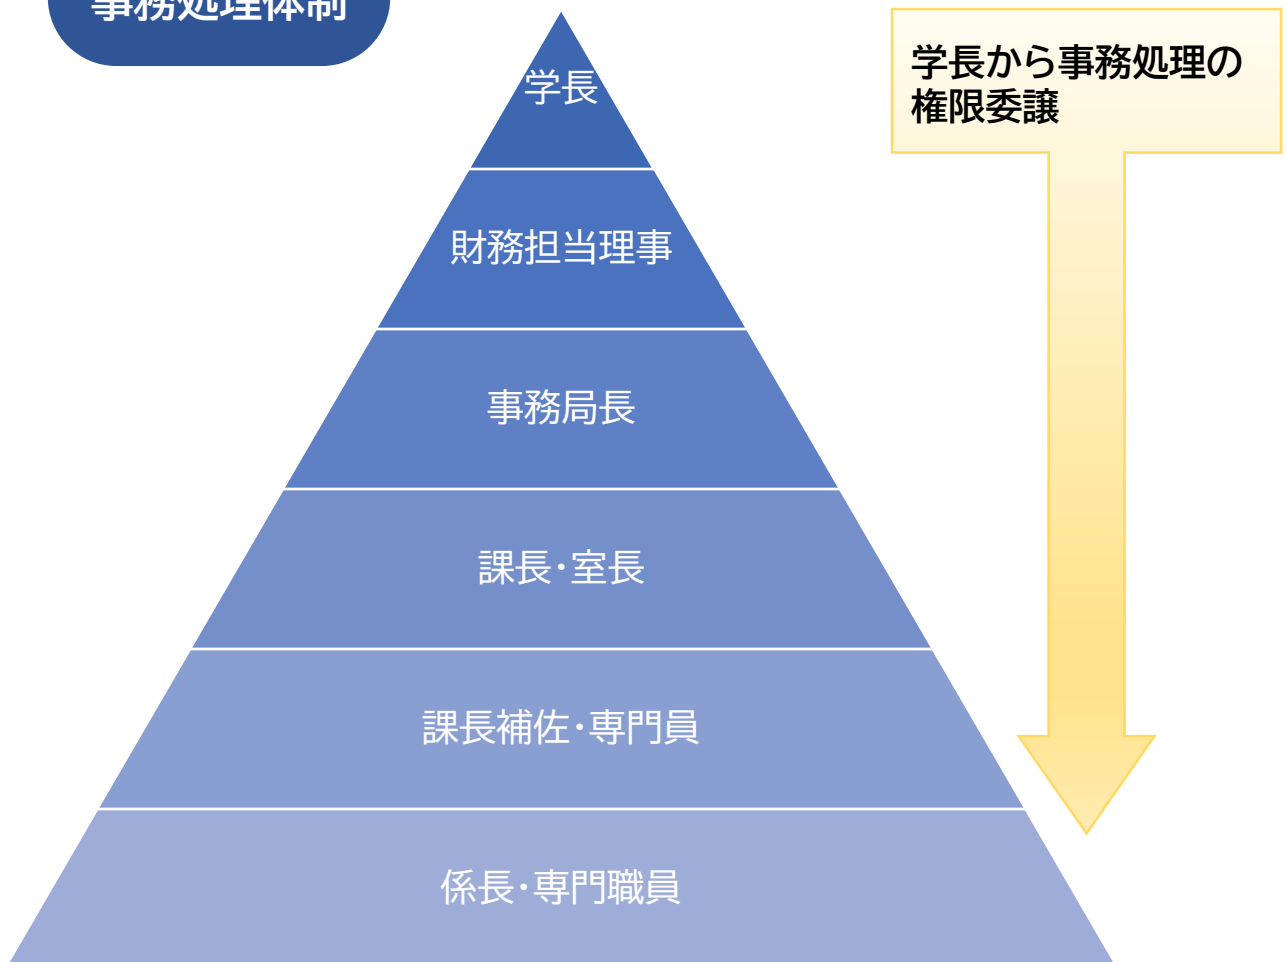 事務処理体制
学長
学長から事務処理の
権限委譲
財務担当理事
事務局長
課長・室長
課長補佐・専門員
係長・専門職員